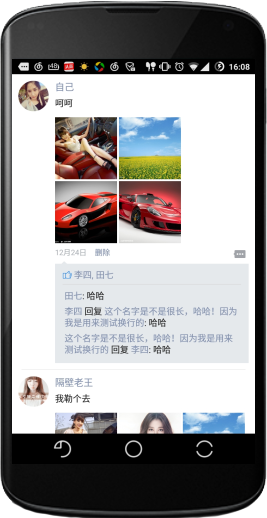 16:08
自己
呵呵
12月24日 删除
李四, 田七
田七: 哈哈
李四 回复 这个名字是不是很长，哈哈！因为
我是用来测试换行的: 哈哈
这个名字是不是很长，哈哈！因为我是用来
测试换行的 回复 李四: 哈哈
隔壁老王
我勒个去